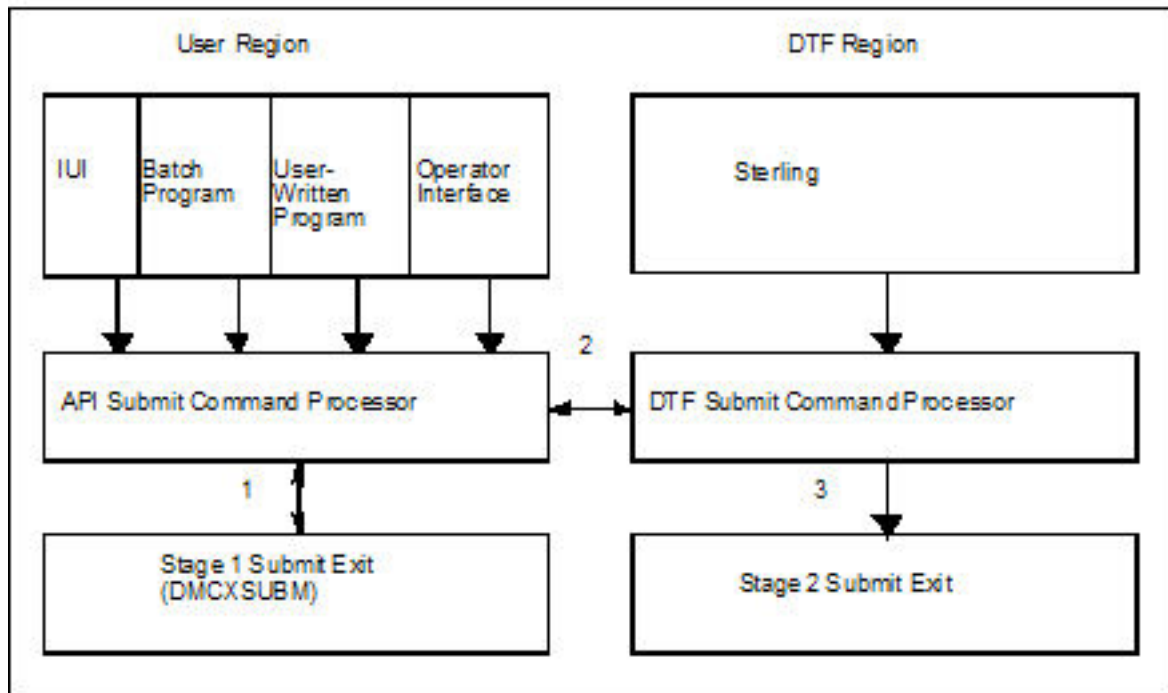 User Region
DTF Region
IUI
Batch
Program
User-
Written
Program
Operator
Interface
Sterling
2
API Submit Command Processor
DTF Submit Command Processor
1
3
Stage 1 Submit Exit
(DMCXSUBM)
Stage 2 Submit Exit